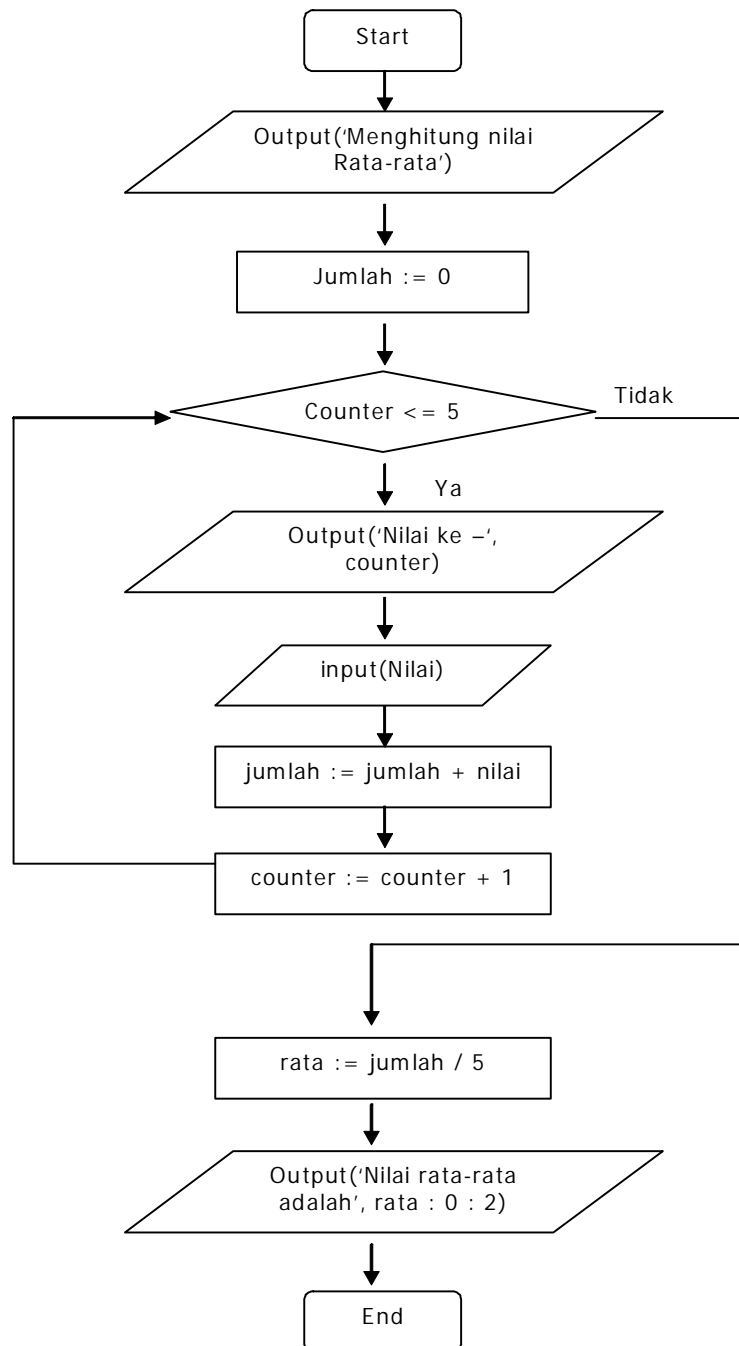 Start
Output(‘Menghitung nilai
Rata-rata’)
Jumlah := 0
Counter <= 5
Tidak
Ya
Output(‘Nilai ke –‘,
counter)
input(Nilai)
jumlah := jumlah + nilai
counter := counter + 1
rata := jumlah / 5
Output(‘Nilai rata-rata
adalah’, rata : 0 : 2)
End